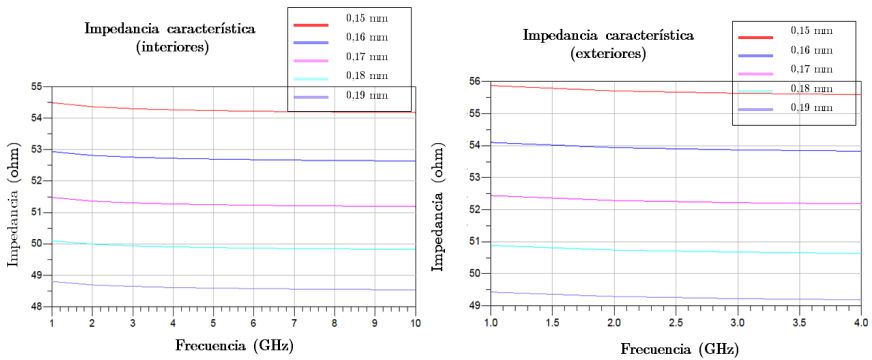 Impedancia característica
(interiores)
0,15 mm
0,16 mm
0,17 mm
0,18 mm
0,19 mm
Impedancia (ohm)
55
54
53
52
51
50
49
48
1 2 3 4 5 6 7 8 9 10
Frecuencia (GHz)
Impedancia característica
(exteriores)
0,15 mm
0,16 mm
0,17 mm
0,18 mm
0,19 mm
Impedancia (ohm)
56
55
54
53
52
51
50
49
1.0 1.5 2.0 2.5 3.0 3.5 4.0
Frecuencia (GHz)